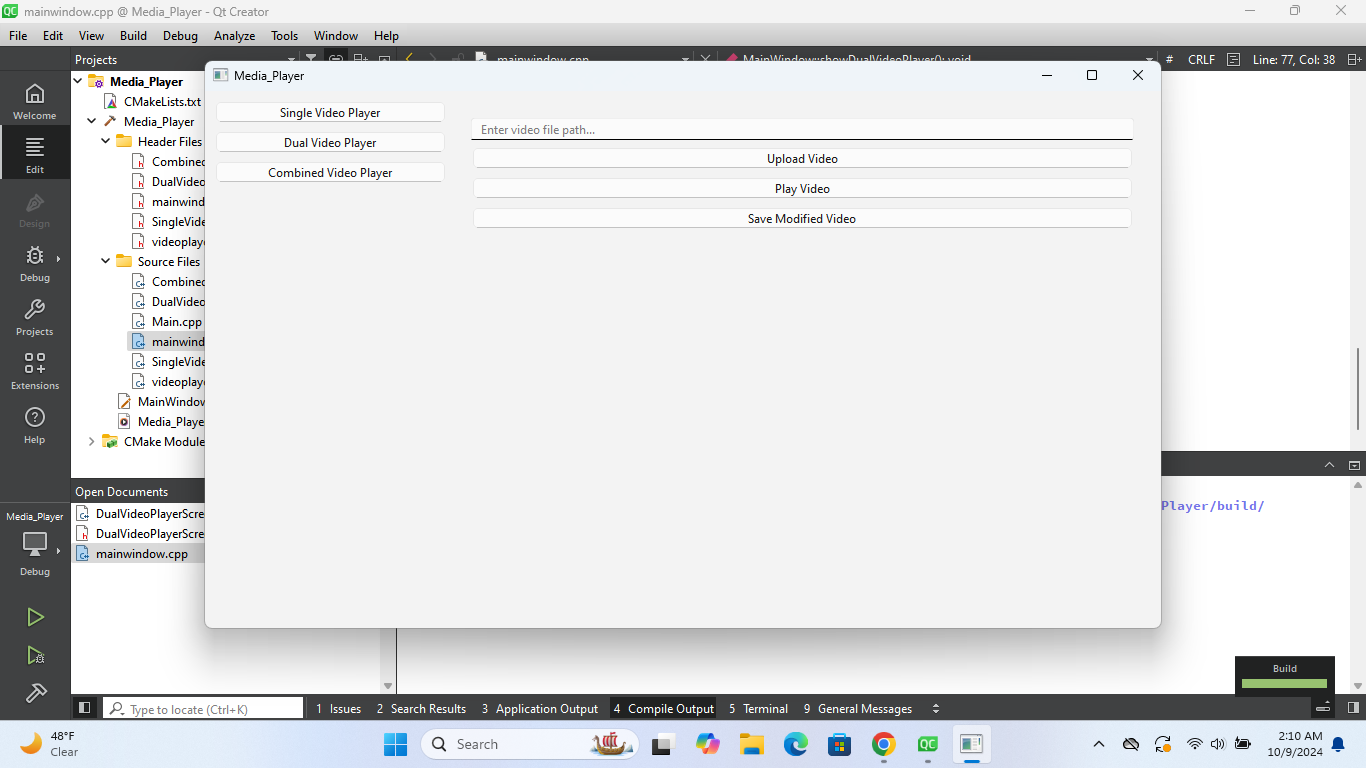 mainwindow.cpp @ Media_Player - Qt Creator
File Edit View Build Debug Analyze Tools Window Help
Projects
mainwindow.cpp
MainWindow::showDualVideoPlayer(): void
# CRLF Line: 77, Col: 38
Welcome
Edit
Design
Debug
Projects
Extensions
Help
Media_Player
Debug
Media_Player
CMakeLists.txt
Media_Player
Header Files
Combined
DualVideo
mainwind
SingleVide
videoplaye
Source Files
Combined
DualVideo
Main.cpp
mainwind
SingleVide
videoplaye
MainWindow
Media_Playe
CMake Module
Open Documents
DualVideoPlayerScre
DualVideoPlayerScre
mainwindow.cpp
Media_Player
Single Video Player
Dual Video Player
Combined Video Player
Enter video file path...
Upload Video
Play Video
Save Modified Video
Player/build/
Build
Type to locate (Ctrl+K)
1 Issues 2 Search Results 3 Application Output 4 Compile Output 5 Terminal 9 General Messages
48°F
Clear
Search
2:10 AM
10/9/2024